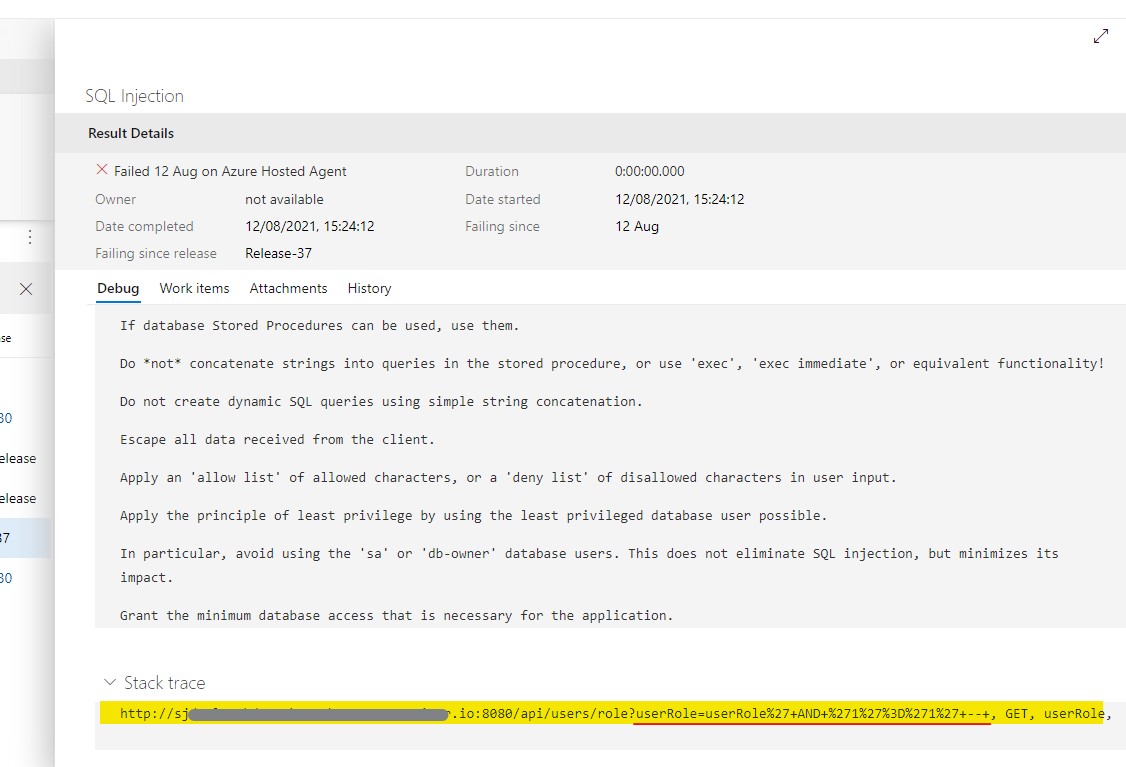 SQL Injection
Result Details
Failed 12 Aug on Azure Hosted Agent
Duration 0:00:00.000
Owner not available
Date started 12/08/2021, 15:24:12
Date completed 12/08/2021, 15:24:12
Failing since 12 Aug
Failing since release Release-37
Debug Work items Attachments History
If database Stored Procedures can be used, use them.
Do *not* concatenate strings into queries in the stored procedure, or use 'exec', 'exec immediate', or equivalent functionality!
Do not create dynamic SQL queries using simple string concatenation.
Escape all data received from the client.
Apply an 'allow list' of allowed characters, or a 'deny list' of disallowed characters in user input.
Apply the principle of least privilege by using the least privileged database user possible.
In particular, avoid using the 'sa' or 'db-owner' database users. This does not eliminate SQL injection, but minimizes its
impact.
Grant the minimum database access that is necessary for the application.
Stack trace
http://sj .io:8080/api/users/role?userRole=userRole%27+AND+%271%27%3D%271%27+--+, GET, userRole,
se
30
elease
elease
37
30